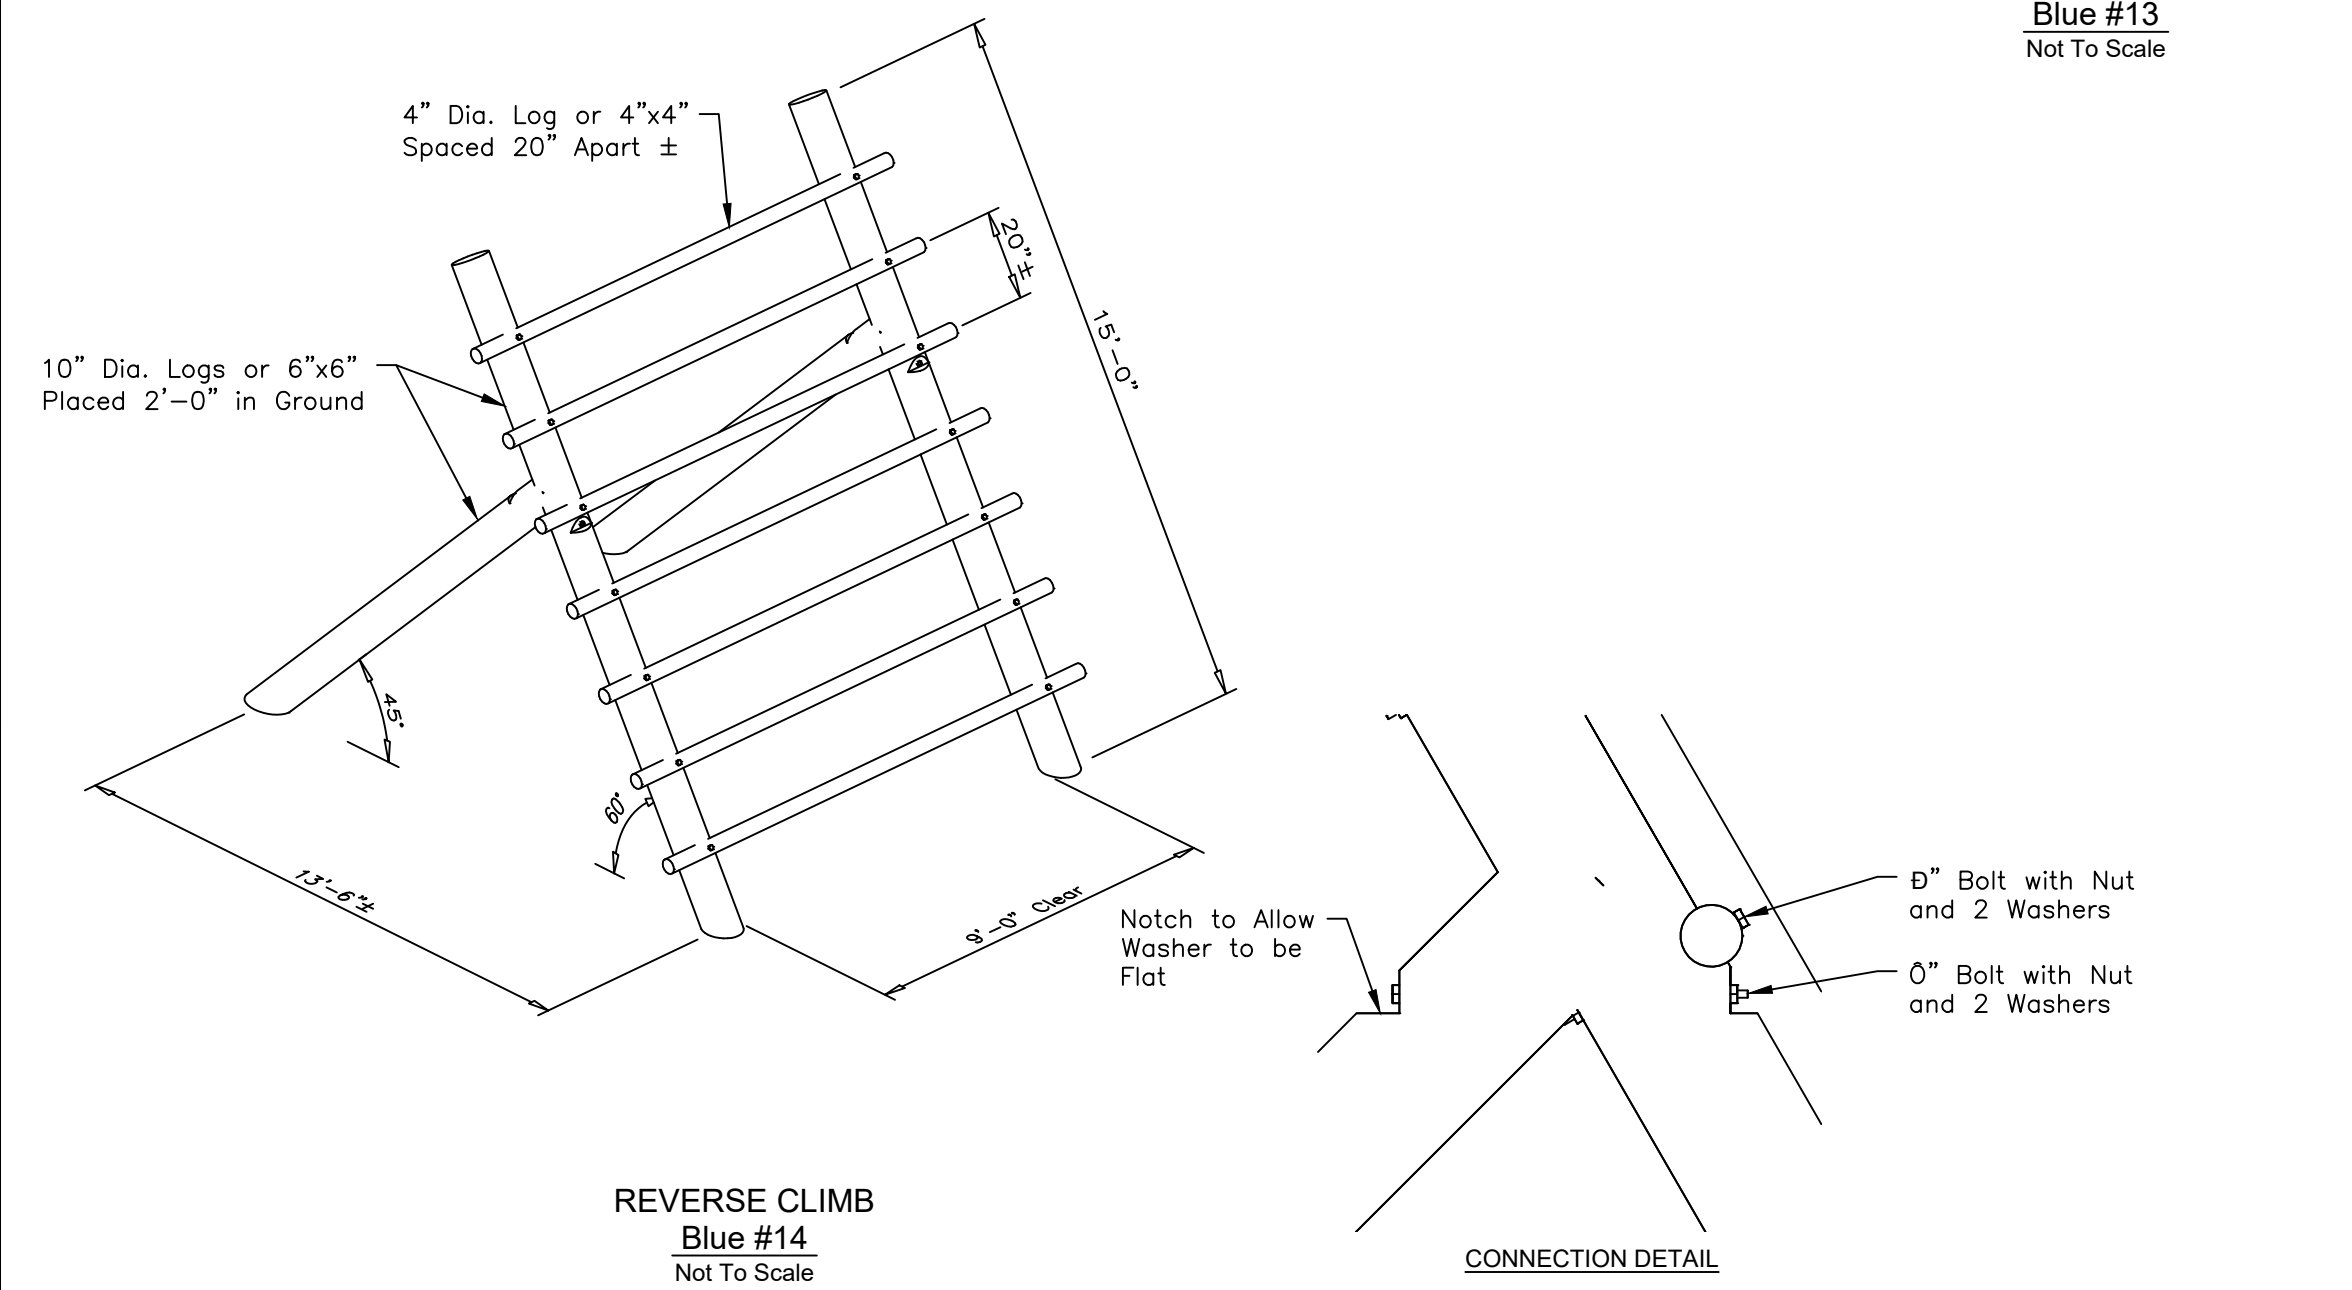 Blue #13
Not To Scale
4” Dia. Log or 4”x4”
Spaced 20” Apart ±
20”±
15’–0”
10” Dia. Logs or 6”x6”
Placed 2’–0” in Ground
45°
60°
13’–6”±
9’–0” Clear
Notch to Allow
Washer to be
Flat
Ð” Bolt with Nut
and 2 Washers
Ô” Bolt with Nut
and 2 Washers
REVERSE CLIMB
Blue #14
Not To Scale
CONNECTION DETAIL